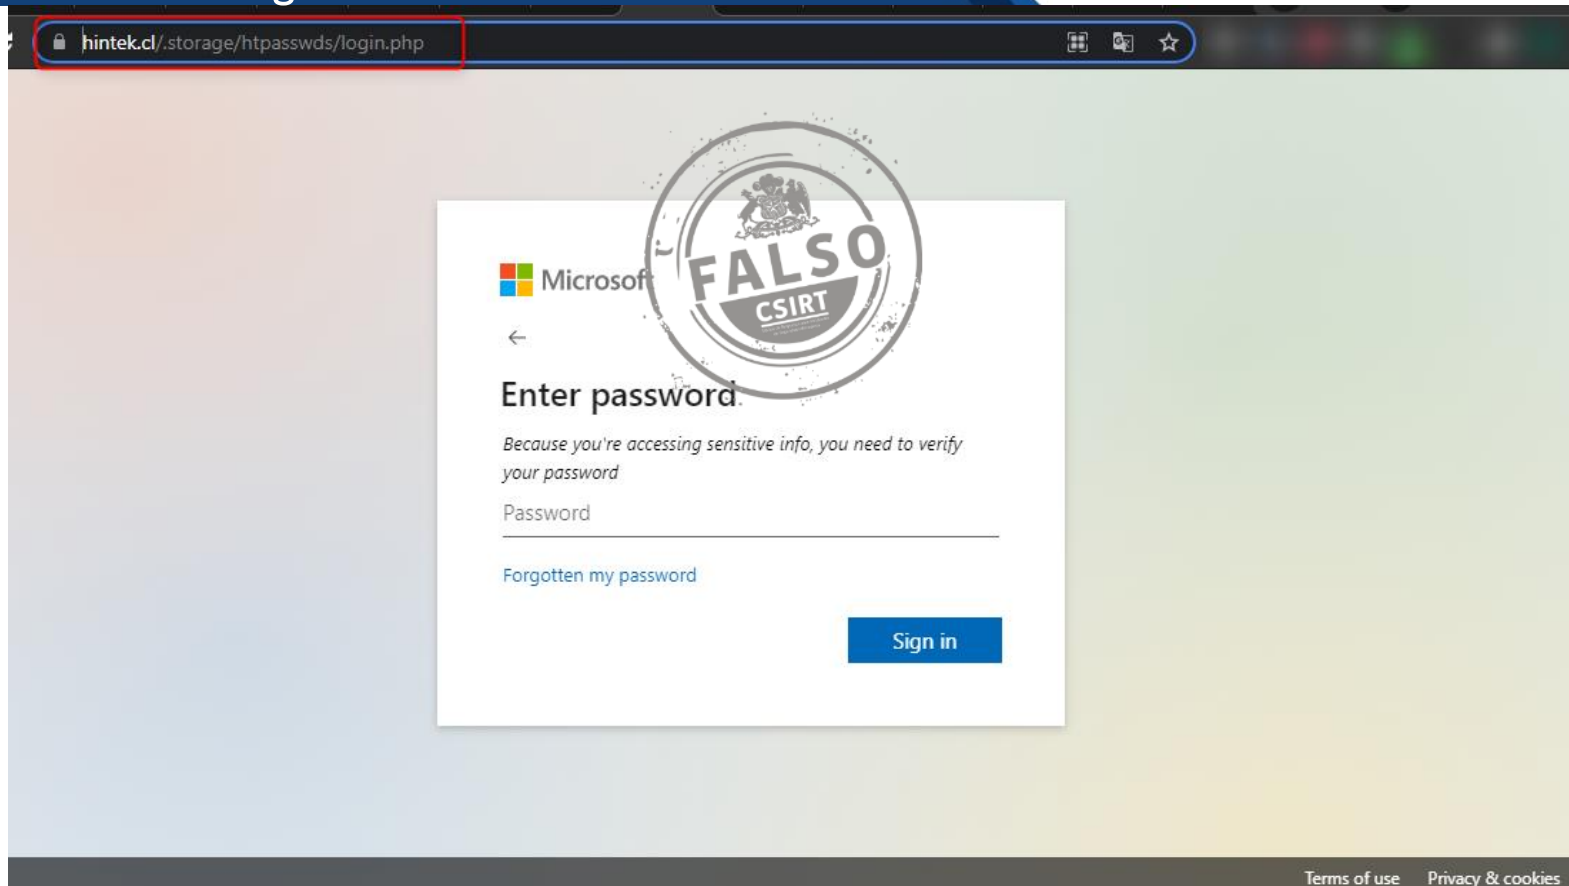 hintek.cl/.storage/htpasswds/login.php
FALSO
CSIRT
Microsoft
Enter password
Because you're accessing sensitive info, you need to verify
your password
Password
Forgotten my password
Sign in
Terms of use Privacy & cookies